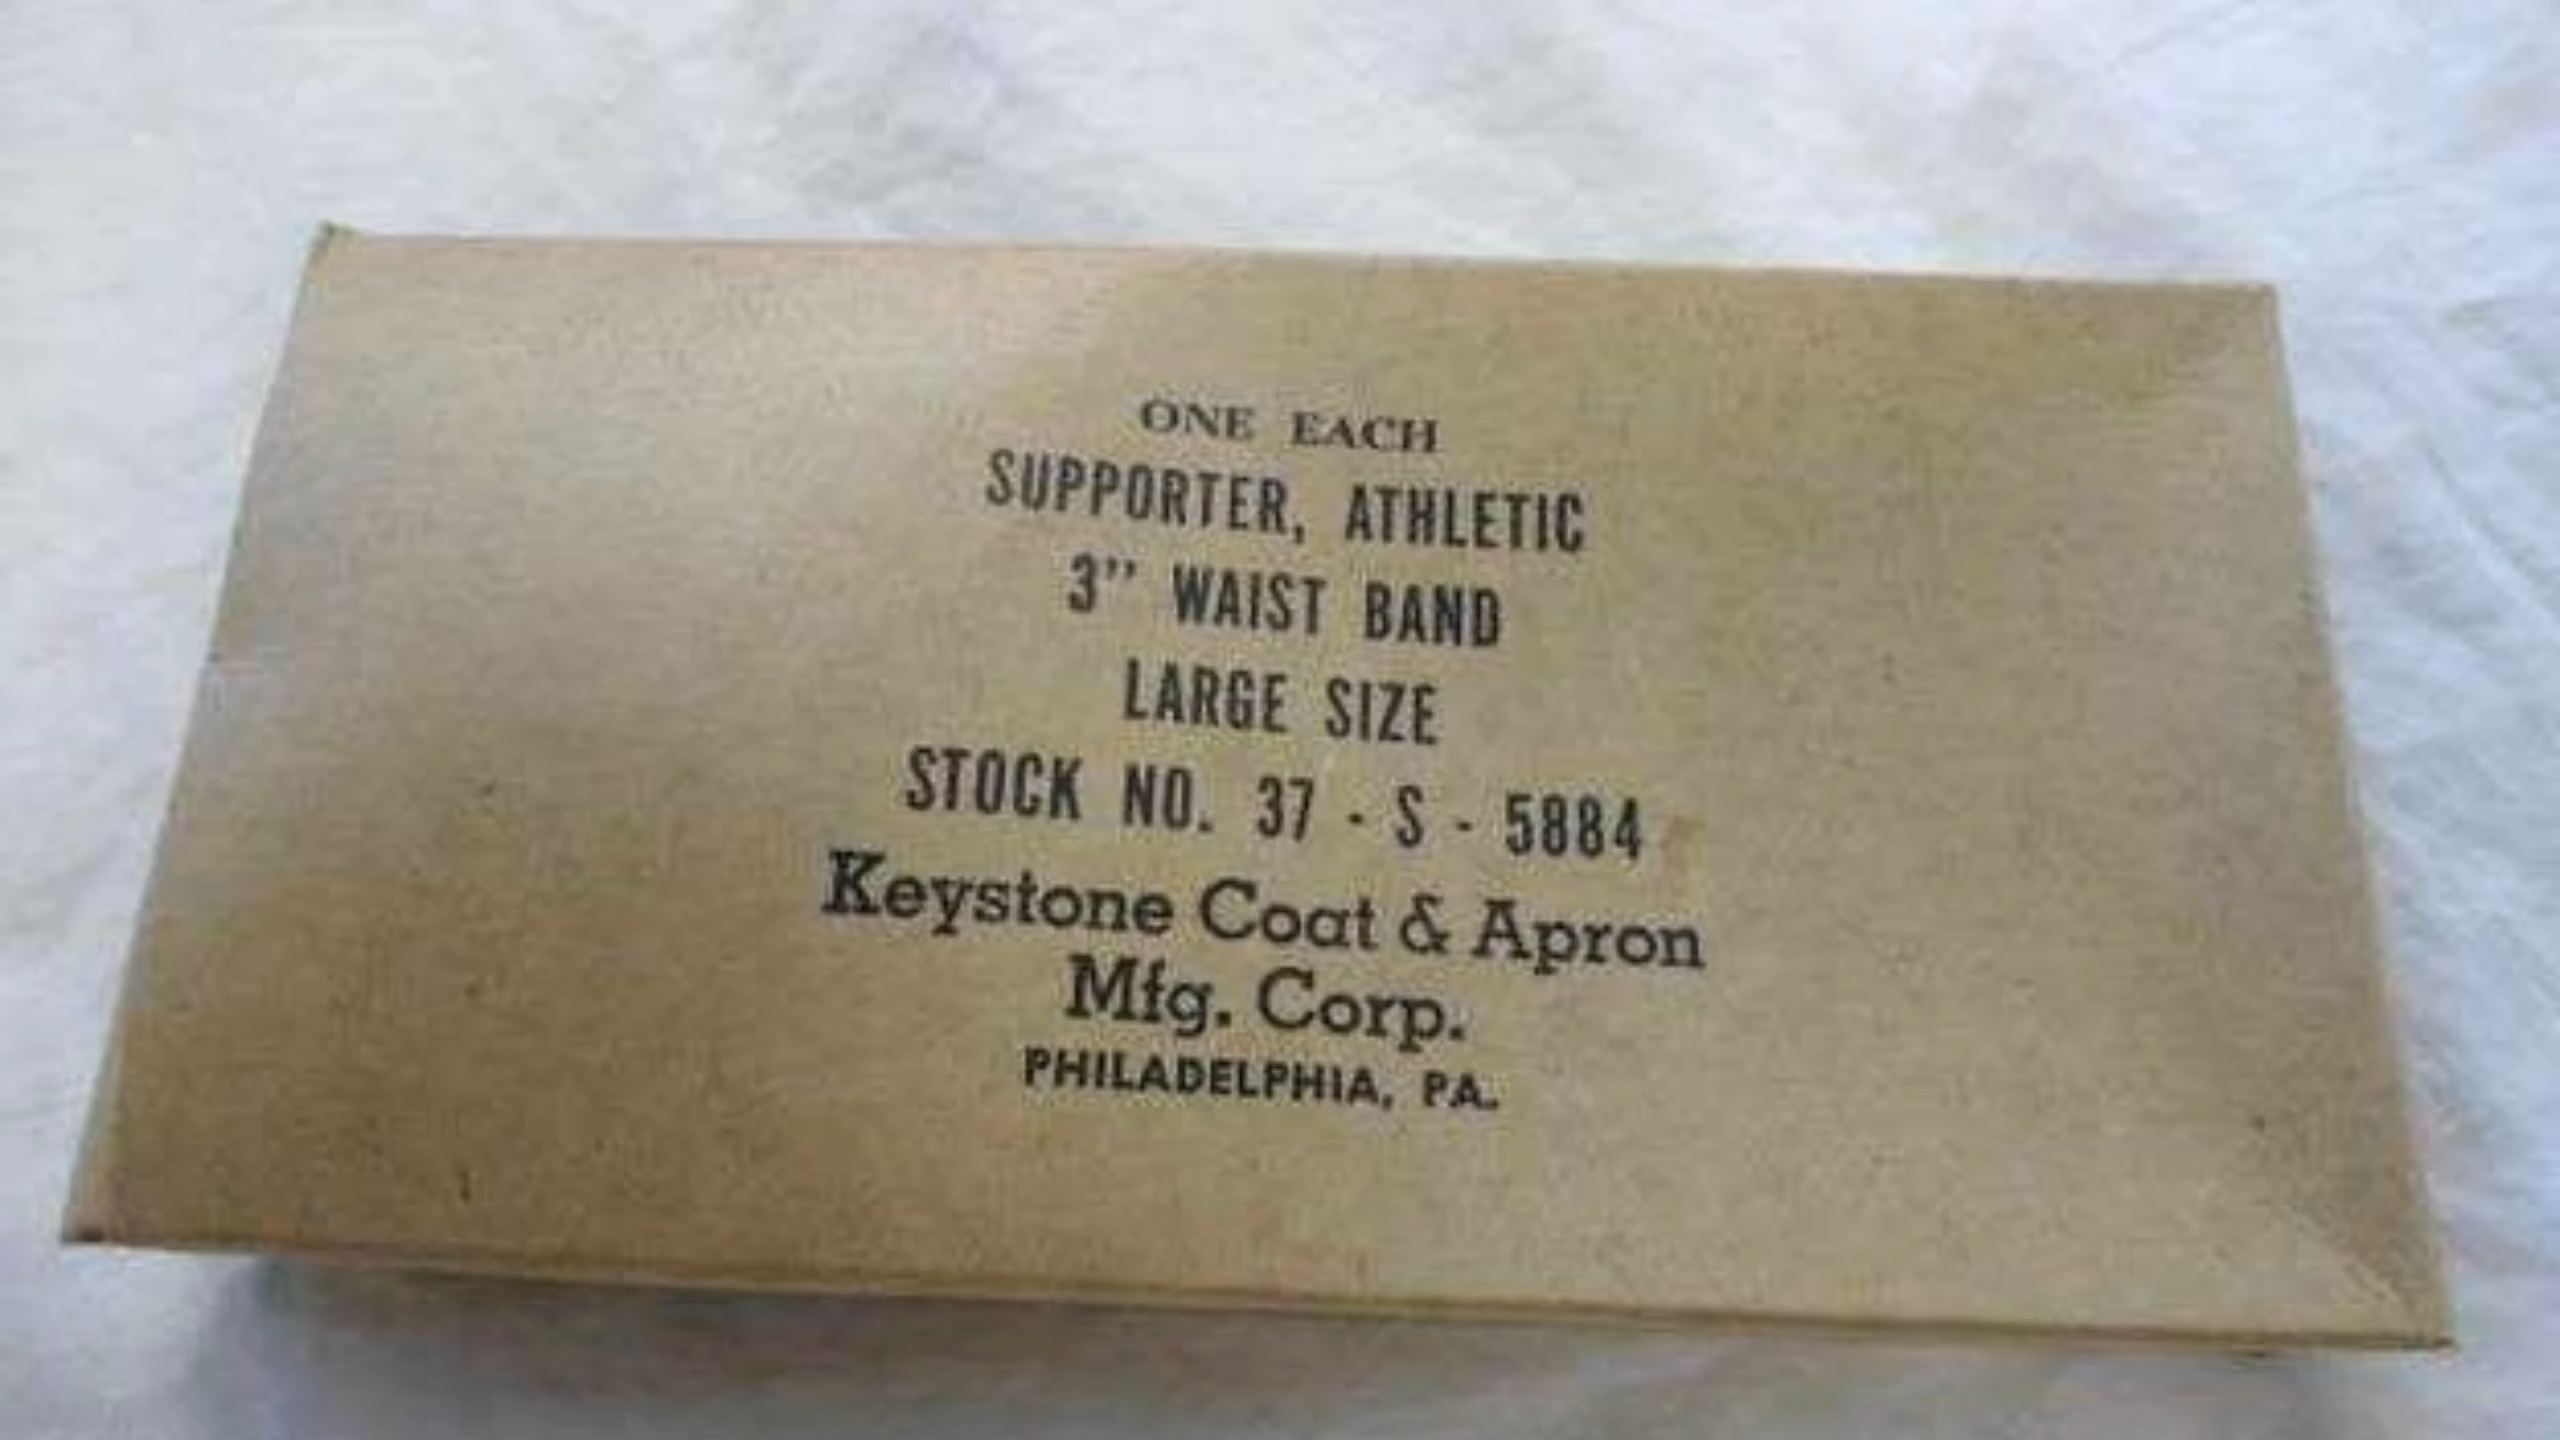 ONE EACH
SUPPORTER, ATHLETIC
3" WAIST BAND
LARGE SIZE
STOCK NO. 37 - S - 5884
Keystone Coat & Apron
Mfg. Corp.
PHILADELPHIA, PA.